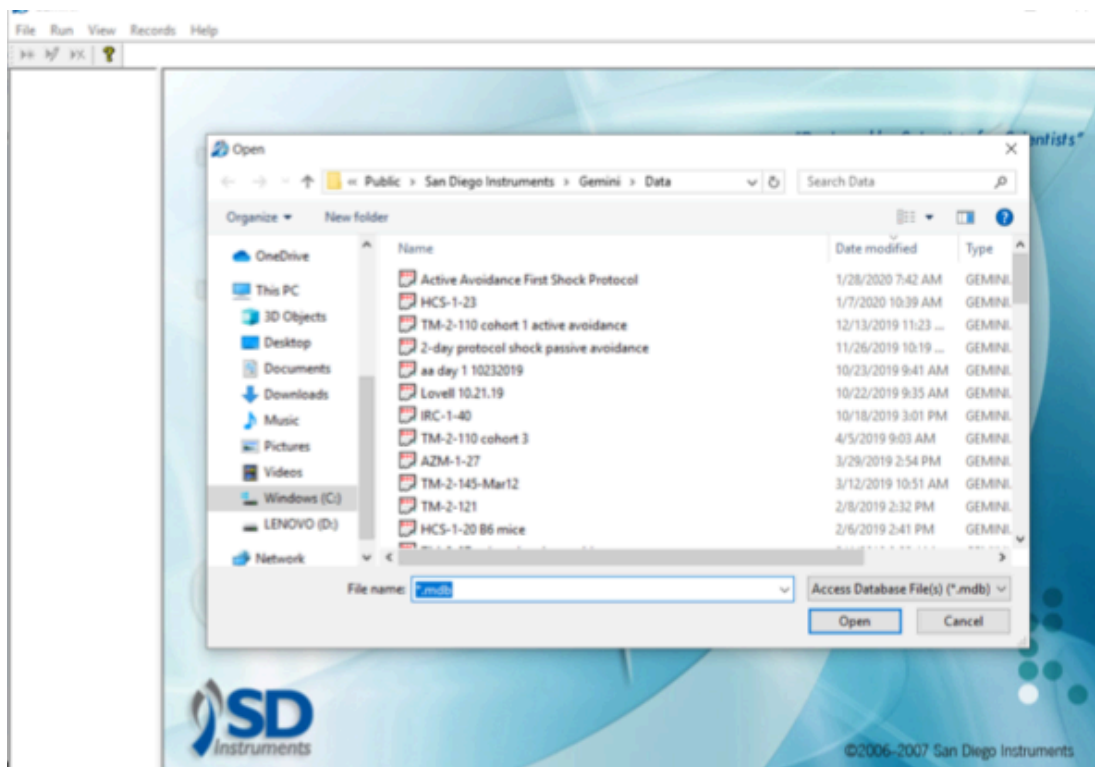 File Run View Records Help
Open
« Public > San Diego Instruments > Gemini > Data
Search Data
Organize
New folder
Name Date modified Type
OneDrive
This PC
3D Objects
Desktop
Documents
Downloads
Music
Pictures
Videos
Windows (C:)
LENOVO (D:)
Network
Active Avoidance First Shock Protocol 1/28/2020 7:42 AM GEMINI.
HCS-1-23 1/7/2020 10:39 AM GEMINI.
TM-2-110 cohort 1 active avoidance 12/13/2019 11:23 ... GEMINI.
2-day protocol shock passive avoidance 11/26/2019 10:19 ... GEMINI.
aa day 1 10232019 10/23/2019 9:41 AM GEMINI.
Lovell 10.21.19 10/22/2019 9:35 AM GEMINI.
IRC-1-40 10/18/2019 3:01 PM GEMINI.
TM-2-110 cohort 3 4/5/2019 9:03 AM GEMINI.
AZM-1-27 3/29/2019 2:54 PM GEMINI.
TM-2-145-Mar12 3/12/2019 10:51 AM GEMINI.
TM-2-121 2/8/2019 2:32 PM GEMINI.
HCS-1-20 B6 mice 2/6/2019 2:41 PM GEMINI.
File name: *.mdb
Access Database File(s) (*.mdb)
Open Cancel
SD
Instruments
©2006-2007 San Diego Instruments